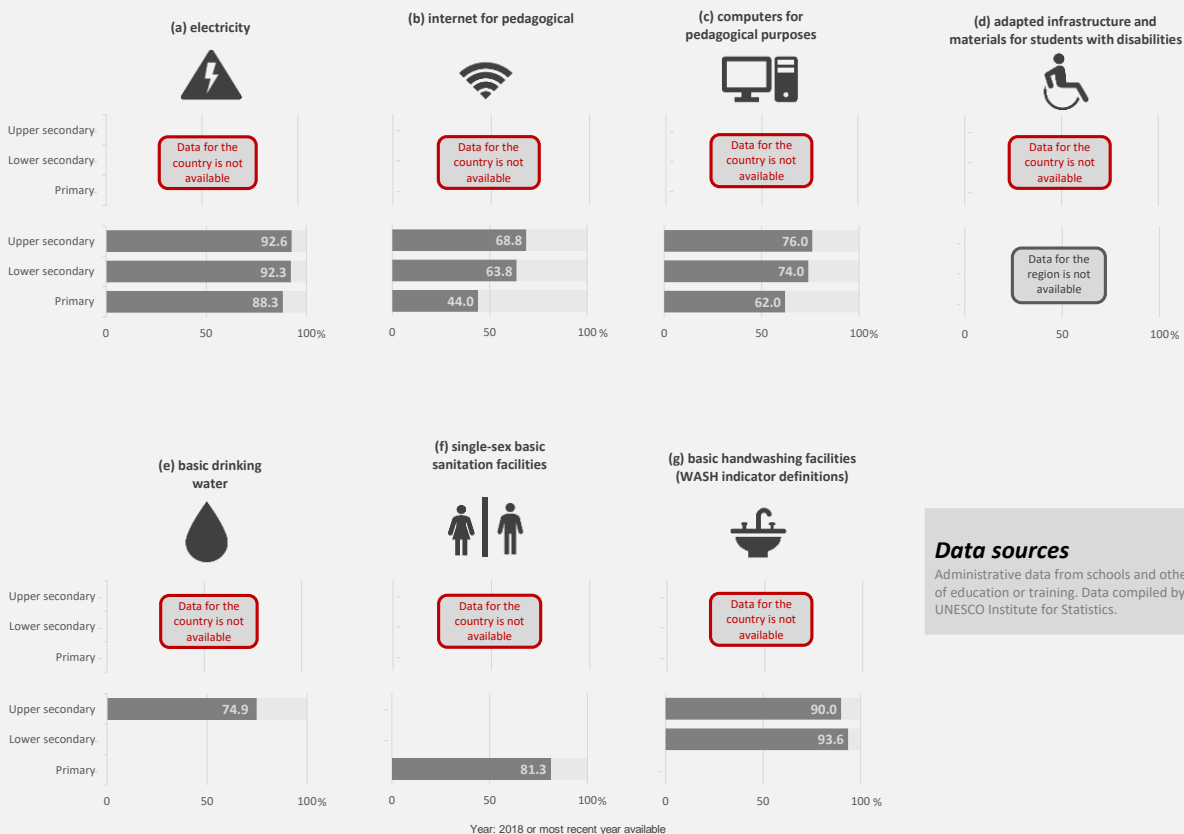 (a) electricity
(b) internet for pedagogical
(c) computers for
pedagogical purposes
(d) adapted infrastructure and
materials for students with disabilities
Upper secondary
Lower secondary
Primary
Data for the
country is not
available
Data for the
country is not
available
Data for the
country is not
available
Data for the
country is not
available
Upper secondary
Lower secondary
Primary
92.6
92.3
88.3
68.8
63.8
44.0
76.0
74.0
62.0
Data for the
region is not
available
0 50 100%
0 50 100%
0 50 100%
0 50 100%
(e) basic drinking
water
(f) single-sex basic
sanitation facilities
(g) basic handwashing facilities
(WASH indicator definitions)
Data sources
Administrative data from schools and othe
of education or training. Data compiled by
UNESCO Institute for Statistics.
Upper secondary
Lower secondary
Primary
Data for the
country is not
available
Data for the
country is not
available
Data for the
country is not
available
Upper secondary
Lower secondary
Primary
74.9
81.3
90.0
93.6
0 50 100%
0 50 100%
0 50 100 %
Year: 2018 or most recent year available